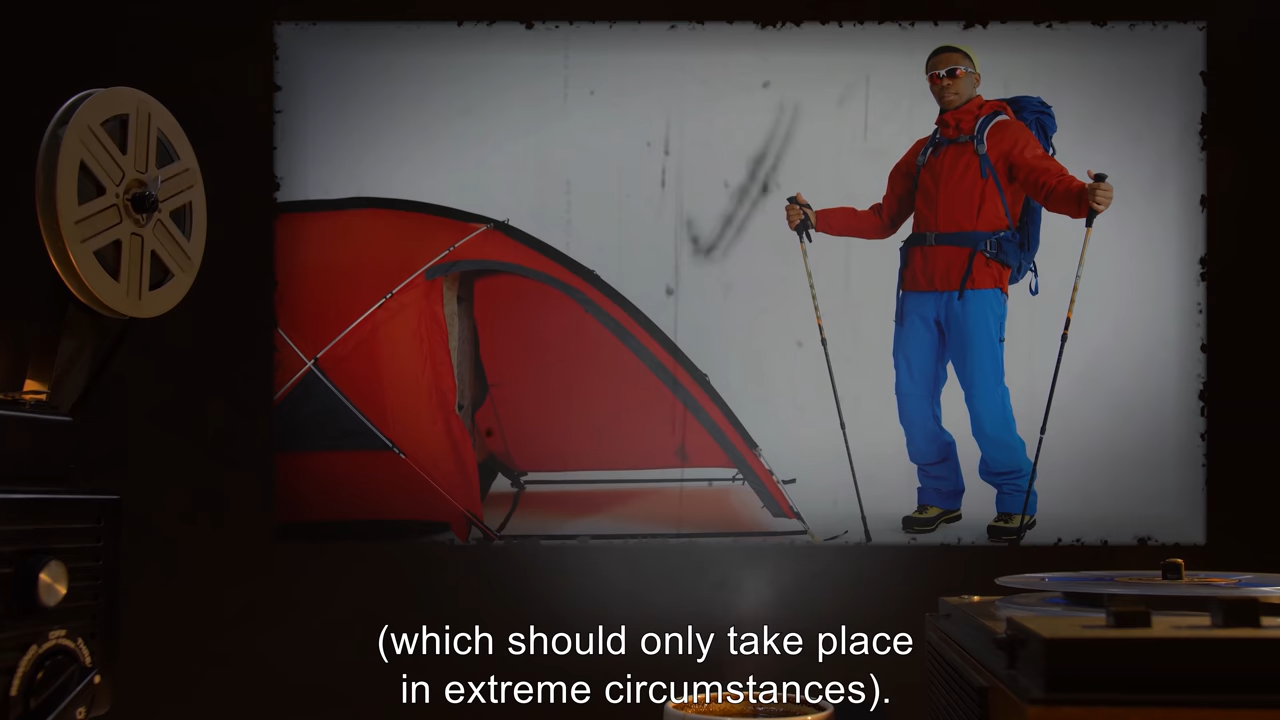 (which should only take place
in extreme circumstances).